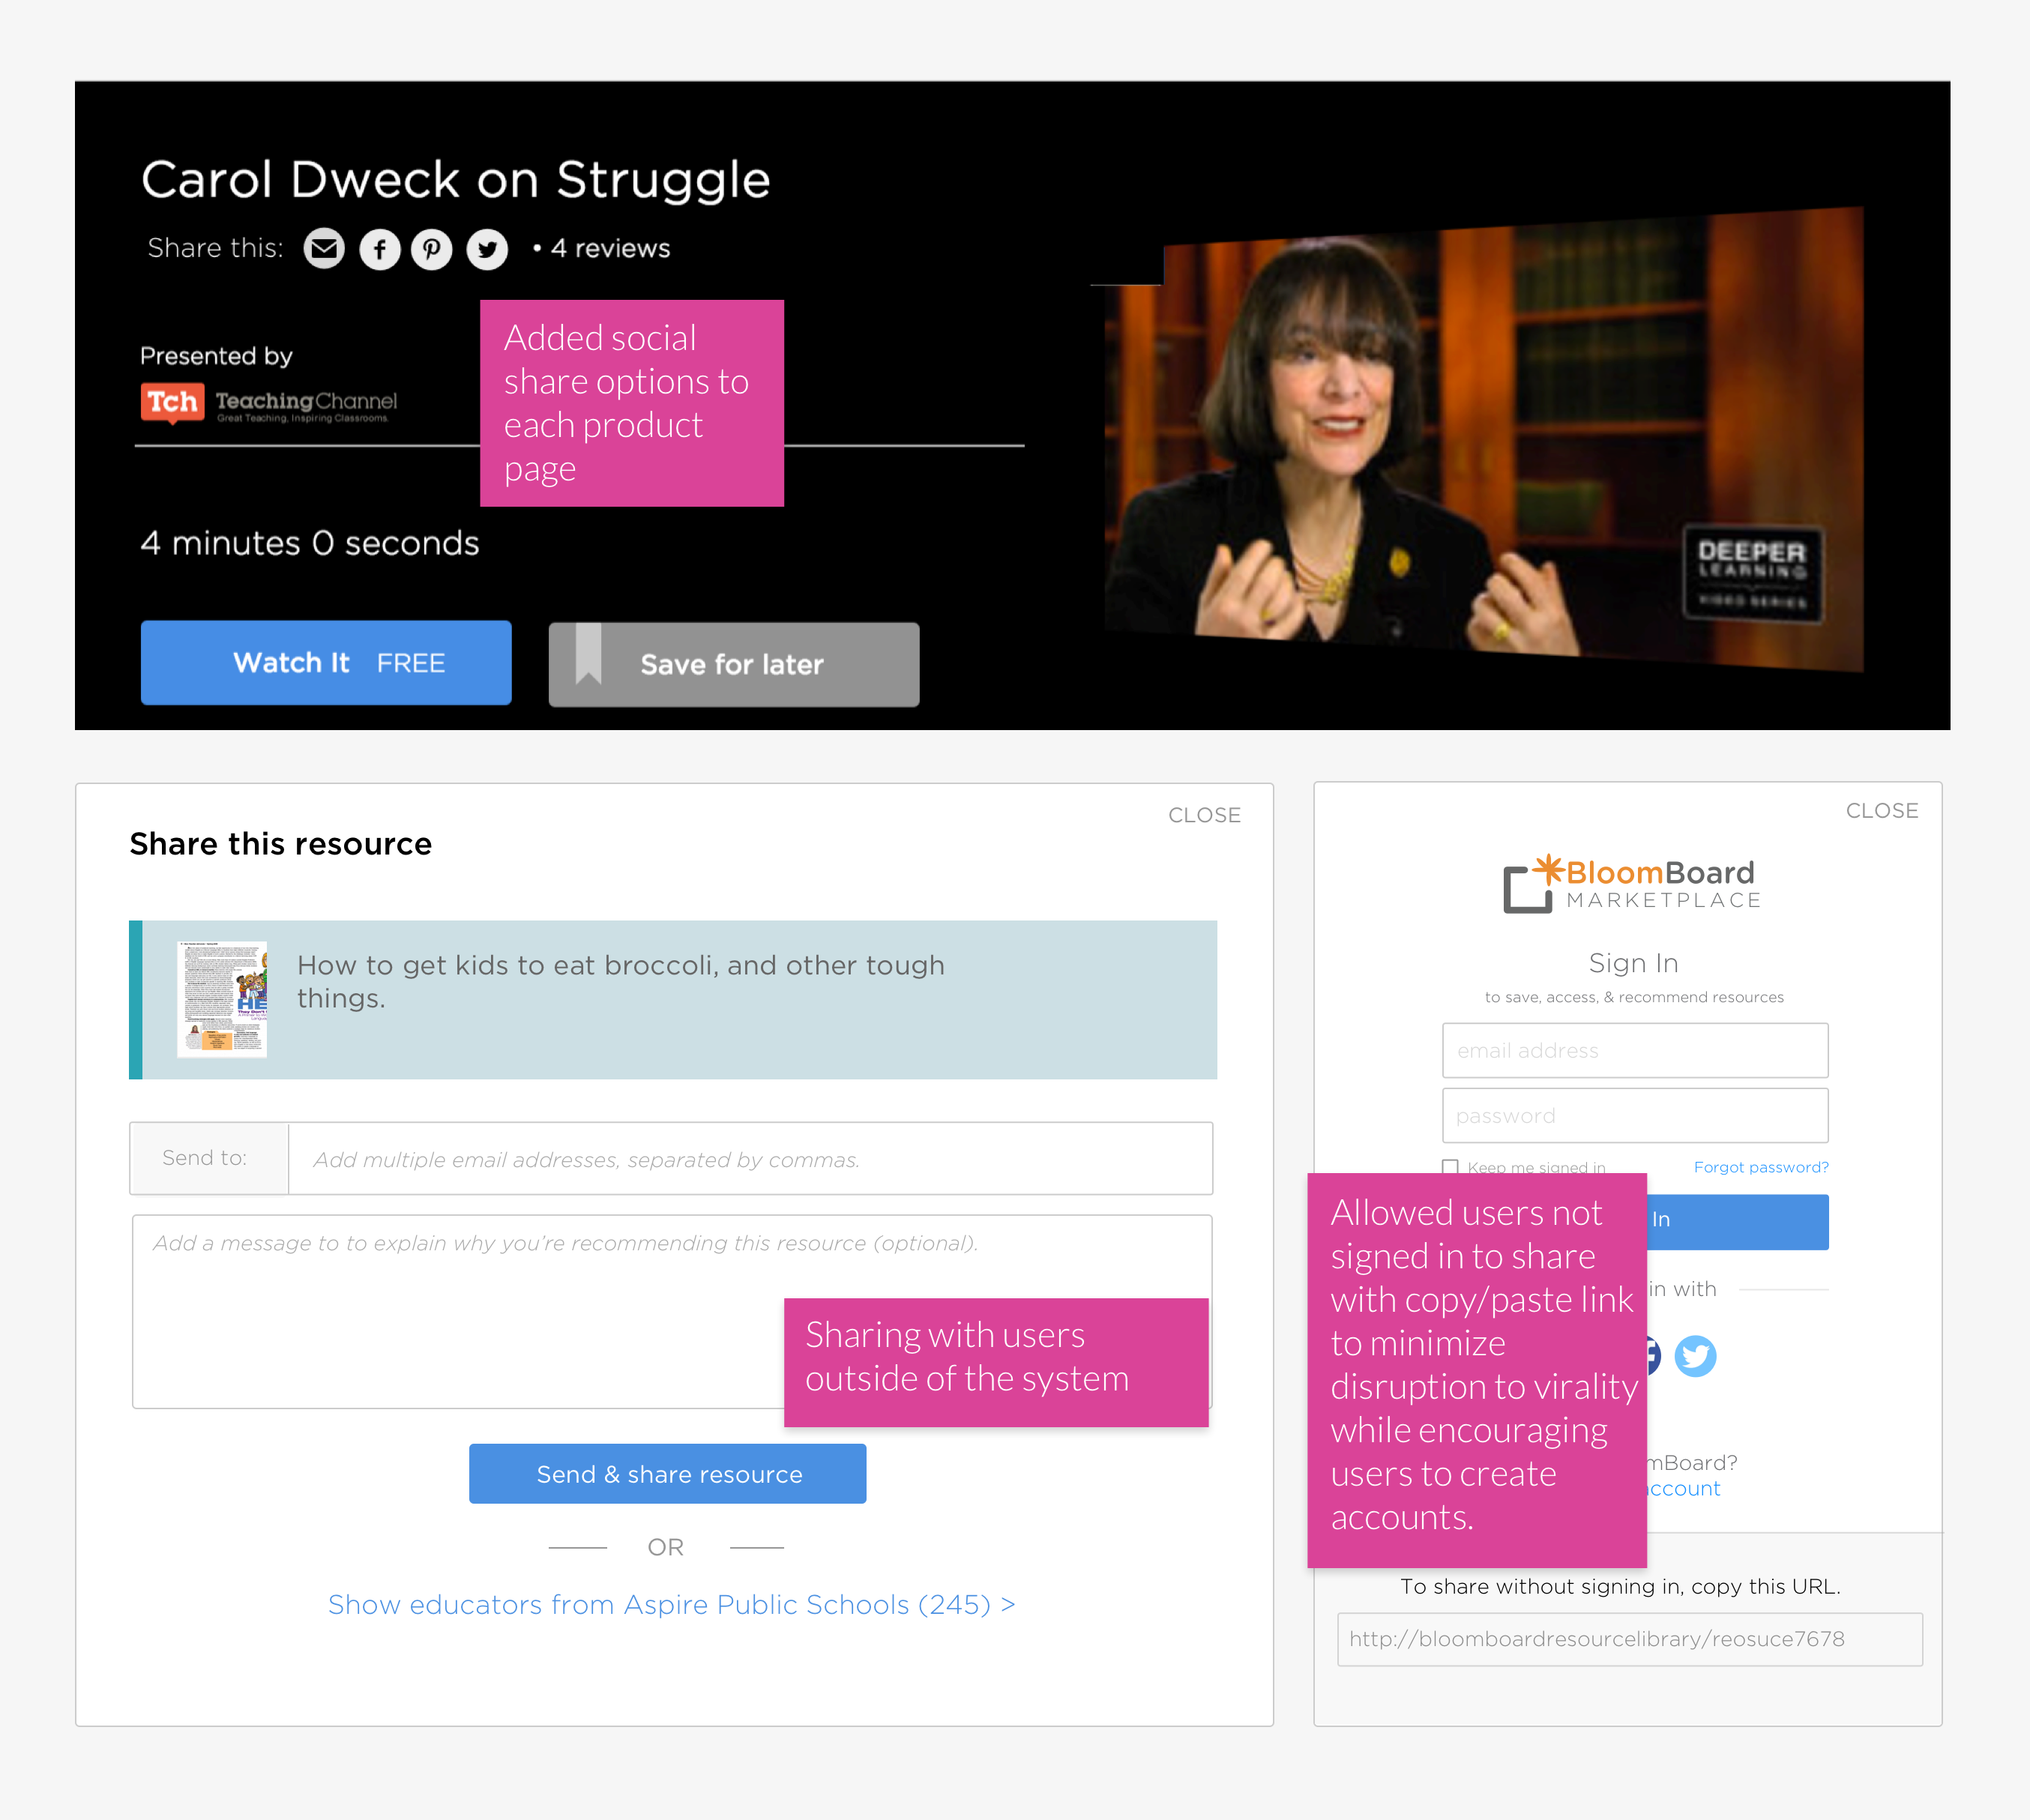 Carol Dweck on Struggle
Share this:
• 4 reviews
Presented by
Tch TeachingChannel
Great Teaching, Inspiring Classrooms.
Added social
share options to
each product
page
4 minutes 0 seconds
Watch It FREE
Save for later
DEEPER
LEARNING
VIDEO SERIES
CLOSE
Share this resource
How to get kids to eat broccoli, and other tough
things.
Send to:
Add multiple email addresses, separated by commas.
Add a message to to explain why you're recommending this resource (optional).
Sharing with users
outside of the system
Send & share resource
OR
Show educators from Aspire Public Schools (245) >
CLOSE
BloomBoard
MARKETPLACE
Sign In
to save, access, & recommend resources
email address
password
Keep me signed in
Forgot password?
In
in with
mBoard?
account
Allowed users not
signed in to share
with copy/paste link
to minimize
disruption to virality
while encouraging
users to create
accounts.
To share without signing in, copy this URL.
http://bloomboardresourcelibrary/reosuce7678